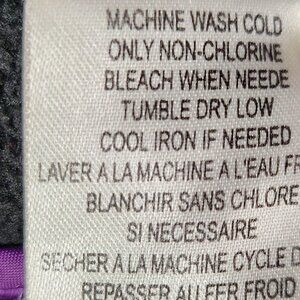 MACHINE WASH COLD
ONLY NON-CHLORINE
BLEACH WHEN NEEDE
TUMBLE DRY LOW
COOL IRON IF NEEDED
LAVER A LA MACHINE A L'EAU FR
BLANCHIR SANS CHLORE
SI NECESSAIRE
SECHER A LA MACHINE CYCLE D
REPASSER AU FER FROID